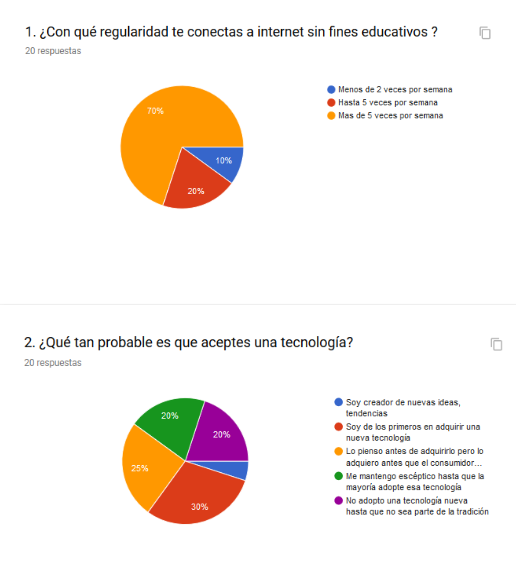 1. ¿Con qué regularidad te conectas a internet sin fines educativos ?
20 respuestas
Menos de 2 veces por semana
Hasta 5 veces por semana
Mas de 5 veces por semana
70%
10%
20%
2. ¿Qué tan probable es que aceptes una tecnología?
20 respuestas
Soy creador de nuevas ideas,
tendencias
Soy de los primeros en adquirir una
nueva tecnologia
Lo pienso antes de adquirirlo pero lo
adquiero antes que el consumidor...
Me mantengo escéptico hasta que la
mayoría adopte esa tecnología
No adopto una tecnología nueva
hasta que no sea parte de la tradición
20%
20%
25%
30%